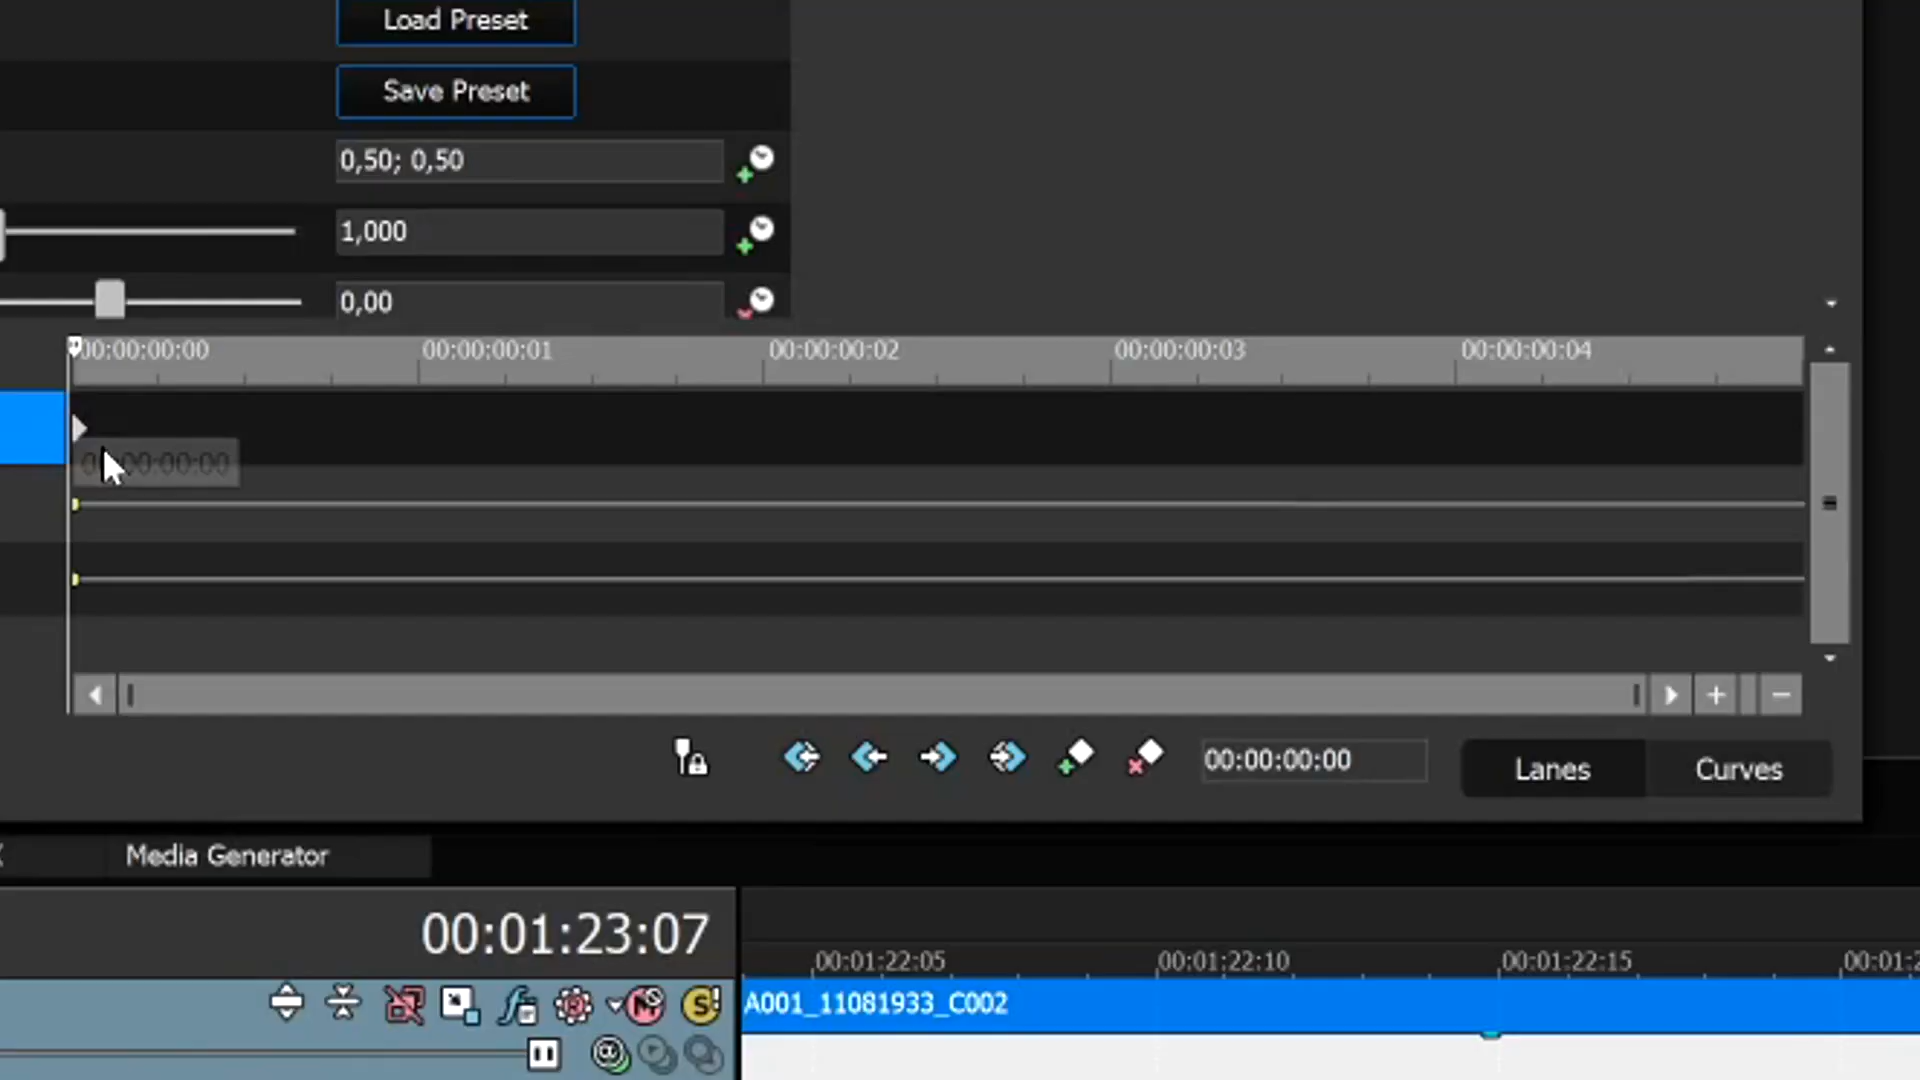 Load Preset
Save Preset
0,50; 0,50
1,000
0,00
00:00:00:00 00:00:00:01 00:00:00:02 00:00:00:03 00:00:00:04
00:00:00:00
00:00:00:00 Lanes Curves
Media Generator
00:01:23:07
00:01:22:05 00:01:22:10 00:01:22:15
A001_11081933_C002